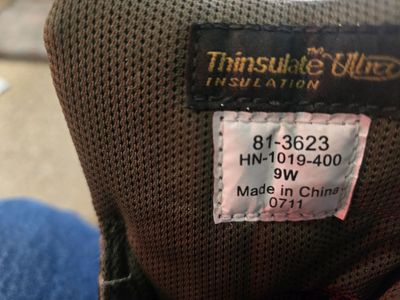 Thinsulate™ Ultra
INSULATION
81-3623
HN-1019-400
9W
Made in China
0711